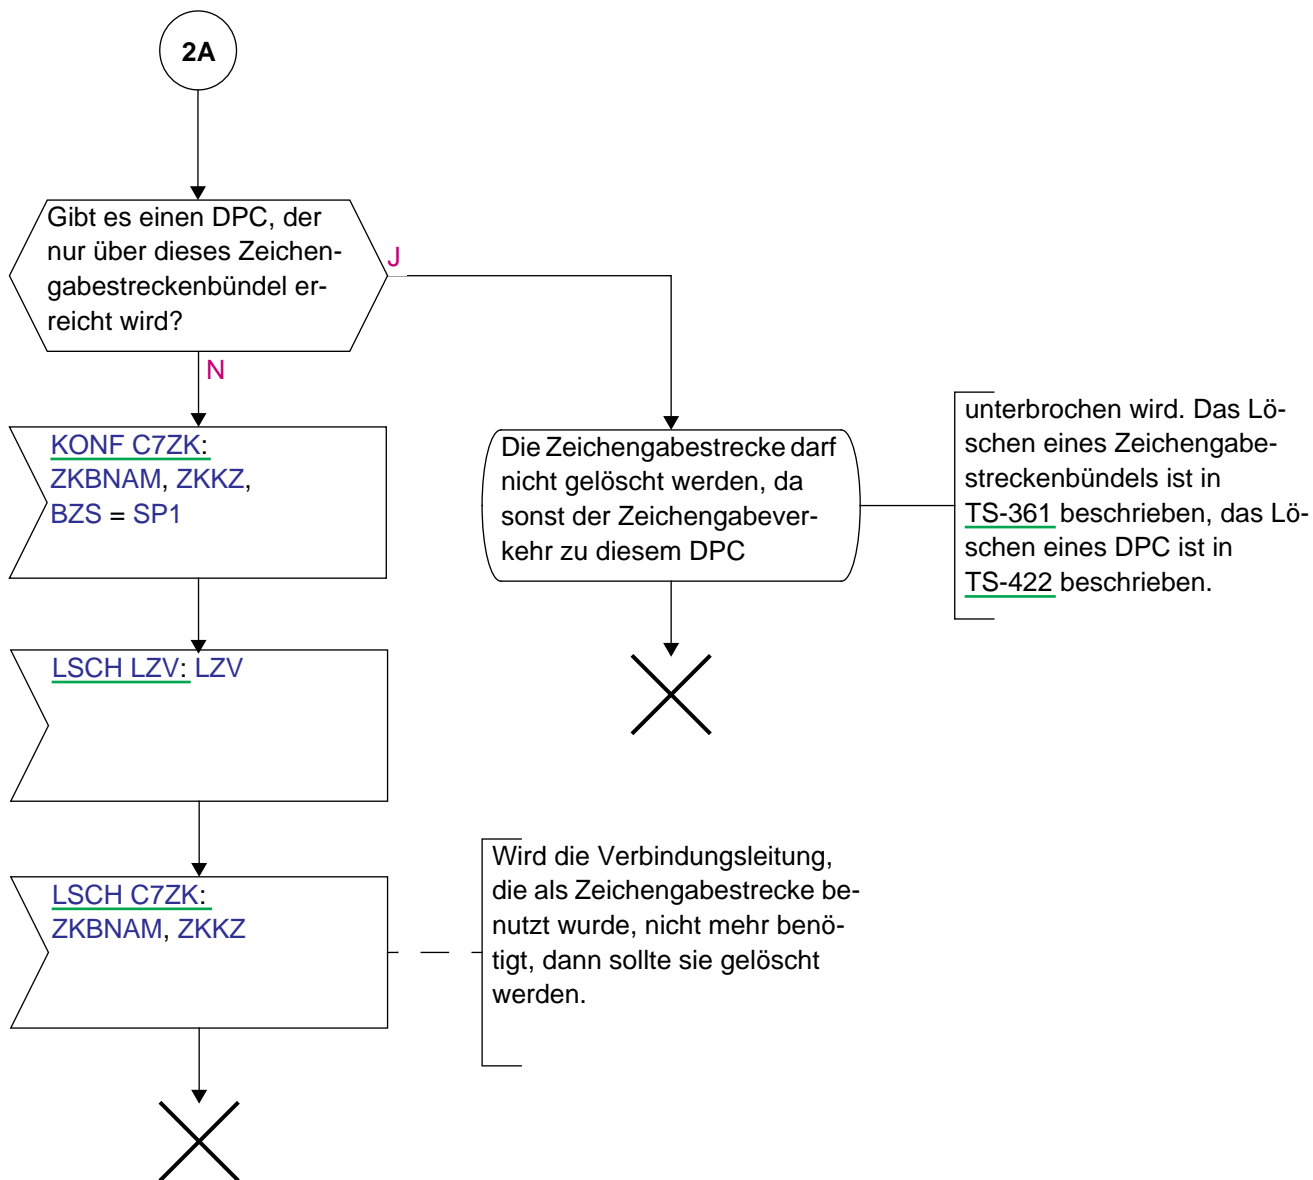 2A
Gibt es einen DPC, der
nur über dieses Zeichen-
gabestreckenbündel er-
reicht wird?
J
N
KONF C7ZK:
ZKBNAM, ZKKZ,
BZS = SP1
Die Zeichengabestrecke darf
nicht gelöscht werden, da
sonst der Zeichengabever-
kehr zu diesem DPC
unterbrochen wird. Das Lö-
schen eines Zeichengabe-
streckenbündels ist in
TS-361 beschrieben, das Lö-
schen eines DPC ist in
TS-422 beschrieben.
LSCH LZV: LZV
LSCH C7ZK:
ZKBNAM, ZKKZ
Wird die Verbindungsleitung,
die als Zeichengabestrecke be-
nutzt wurde, nicht mehr benö-
tigt, dann sollte sie gelöscht
werden.